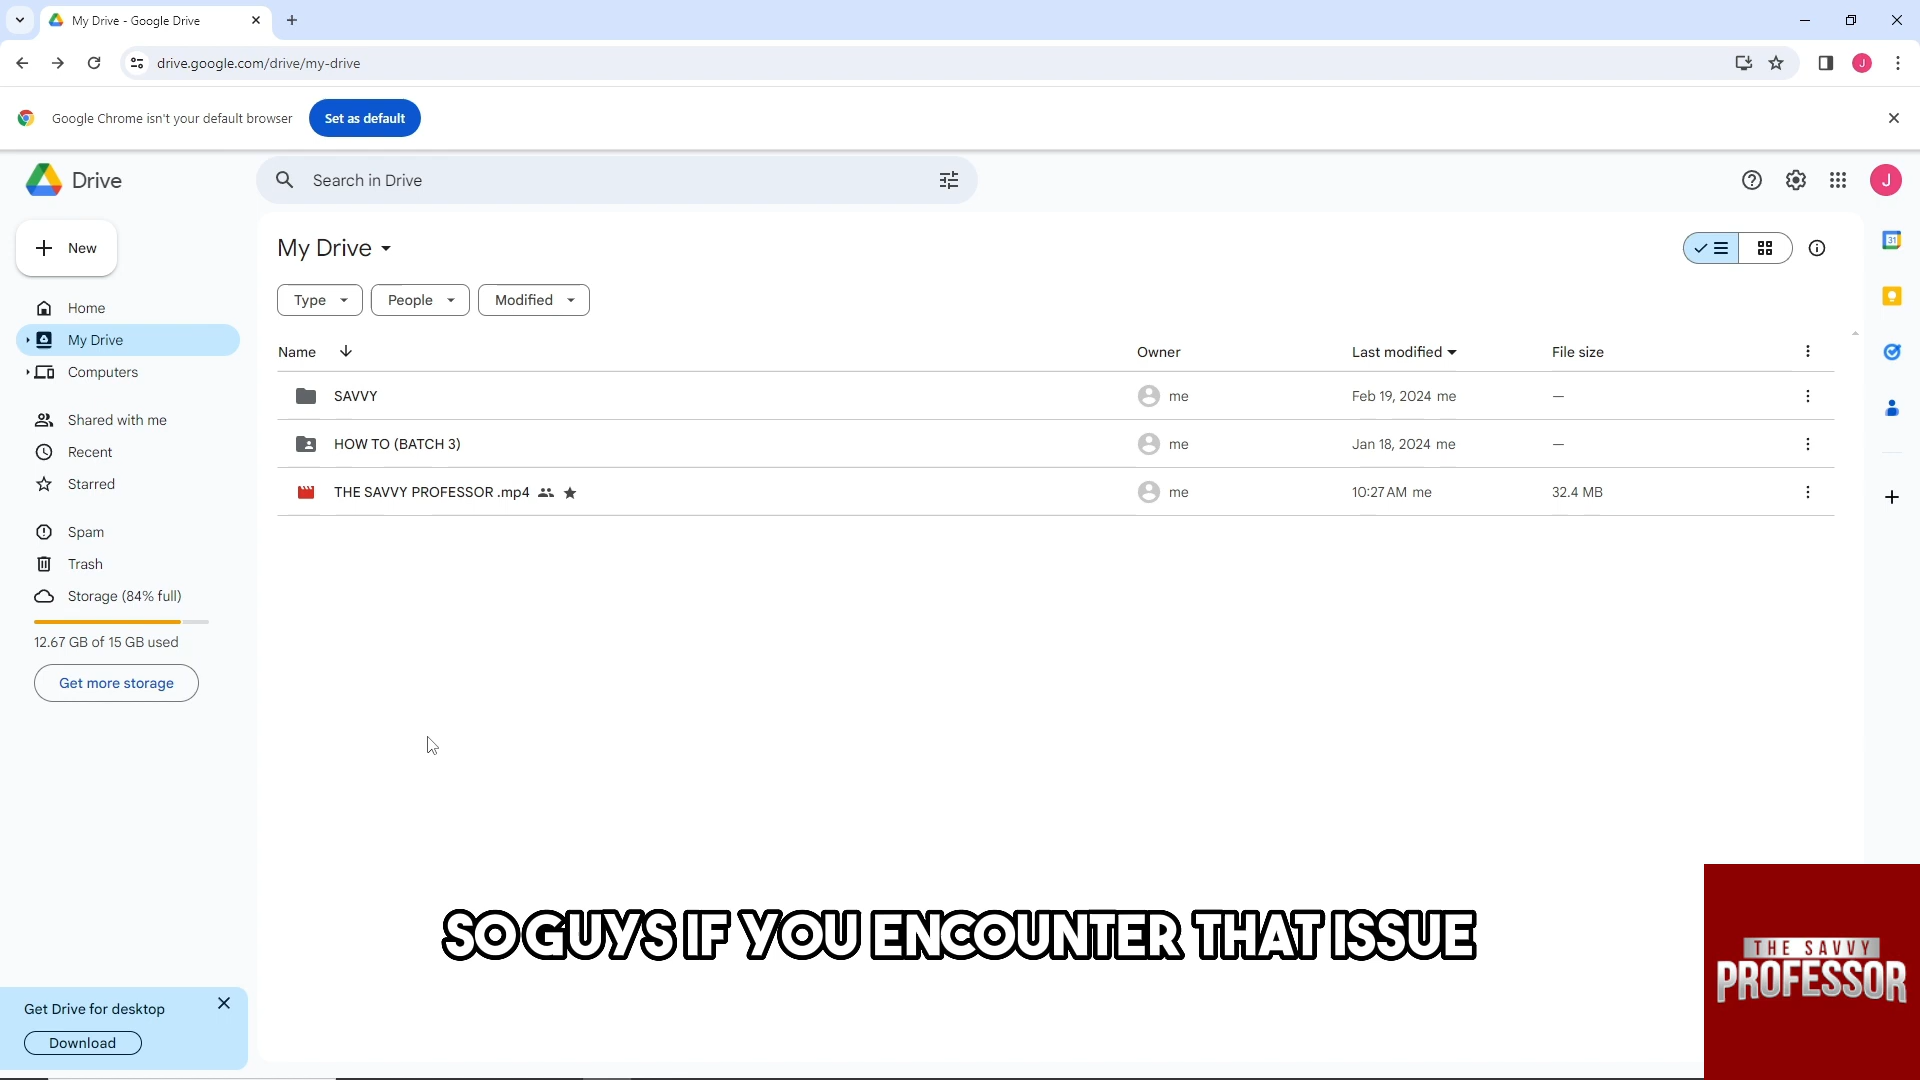 My Drive - Google Drive
drive.google.com/drive/my-drive
J
Google Chrome isn't your default browser
Set as default
Drive
Search in Drive
J
New
My Drive
31
Type
People
Modified
Home
My Drive
Computers
Name
Owner
Last modified
File size
SAVVY
me
Feb 19, 2024 me
—
Shared with me
HOW TO (BATCH 3)
me
Jan 18, 2024 me
—
Recent
Starred
THE SAVVY PROFESSOR .mp4
me
10:27 AM me
32.4 MB
Spam
Trash
Storage (84% full)
12.67 GB of 15 GB used
Get more storage
SO GUYS IF YOU ENCOUNTER THAT ISSUE
THE SAVVY
PROFESSOR
Get Drive for desktop
Download